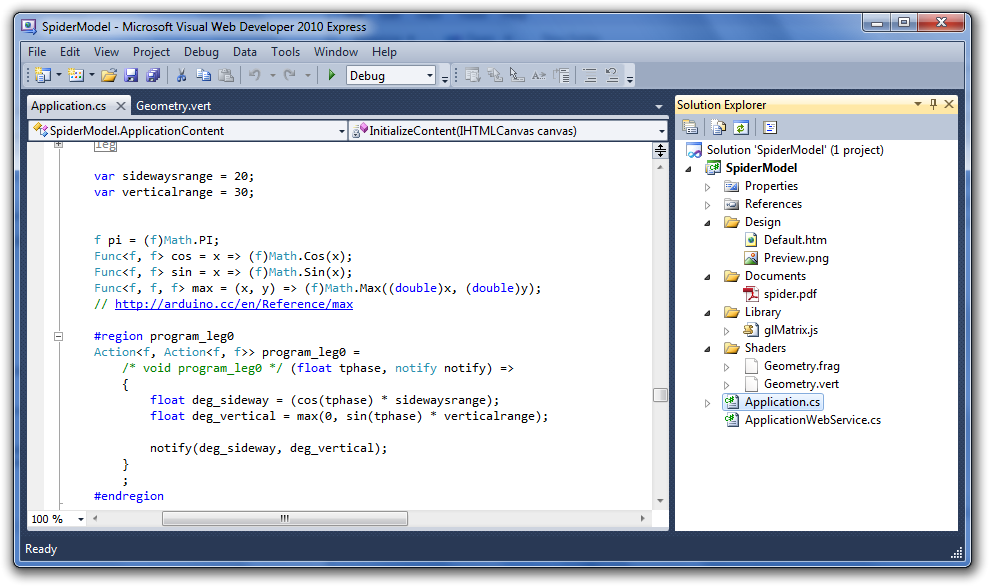 SpiderModel - Microsoft Visual Web Developer 2010 Express
File Edit View Project Debug Data Tools Window Help
Debug
Application.cs Geometry.vert
SpiderModel.ApplicationContent InitializeContent(IHTMLCanvas canvas)
leg
var sidewaysrange = 20;
var verticalrange = 30;
f pi = (f)Math.PI;
Func<f, f> cos = x => (f)Math.Cos(x);
Func<f, f> sin = x => (f)Math.Sin(x);
Func<f, f, f> max = (x, y) => (f)Math.Max((double)x, (double)y);
// http://arduino.cc/en/Reference/max
#region program_leg0
Action<f, Action<f, f>> program_leg0 =
/* void program_leg0 */ (float tphase, notify notify) =>
{
float deg_sideway = (cos(tphase) * sidewaysrange);
float deg_vertical = max(0, sin(tphase) * verticalrange);
notify(deg_sideway, deg_vertical);
}
;
#endregion
100 %
Solution Explorer
Solution 'SpiderModel' (1 project)
SpiderModel
Properties
References
Design
Default.htm
Preview.png
Documents
spider.pdf
Library
glMatrix.js
Shaders
Geometry.frag
Geometry.vert
Application.cs
ApplicationWebService.cs
Ready